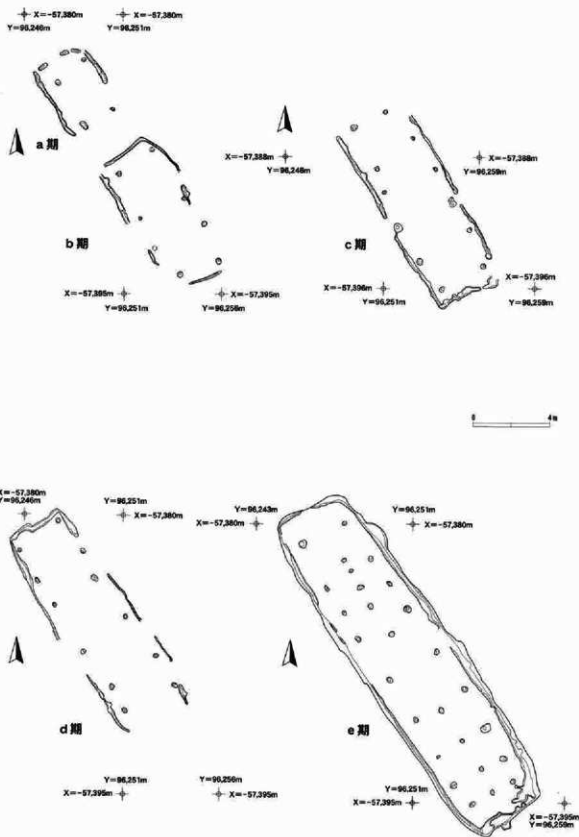 X=-57,380m
Y=96,246m
X=-57,380m
Y=96,251m
a 期
b 期
X=-57,395m
Y=96,251m
X=-57,395m
Y=96,256m
X=-57,388m
Y=96,246m
X=-57,388m
Y=96,259m
c 期
X=-57,396m
Y=96,251m
X=-57,396m
Y=96,259m
0 4m
X=-57,380m
Y=96,246m
Y=96,251m
X=-57,380m
d 期
Y=96,251m
X=-57,395m
Y=96,256m
X=-57,395m
Y=96,243m
X=-57,380m
Y=96,251m
X=-57,380m
e 期
Y=96,251m
X=-57,395m
X=-57,395m
Y=96,259m